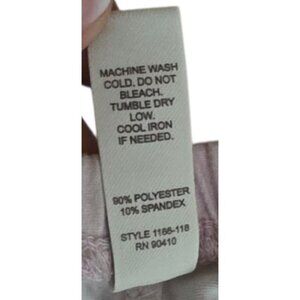 MACHINE WASH
COLD. DO NOT
BLEACH.
TUMBLE DRY
LOW.
COOL IRON
IF NEEDED.
90% POLYESTER
10% SPANDEX
STYLE 1166-118
RN 90410